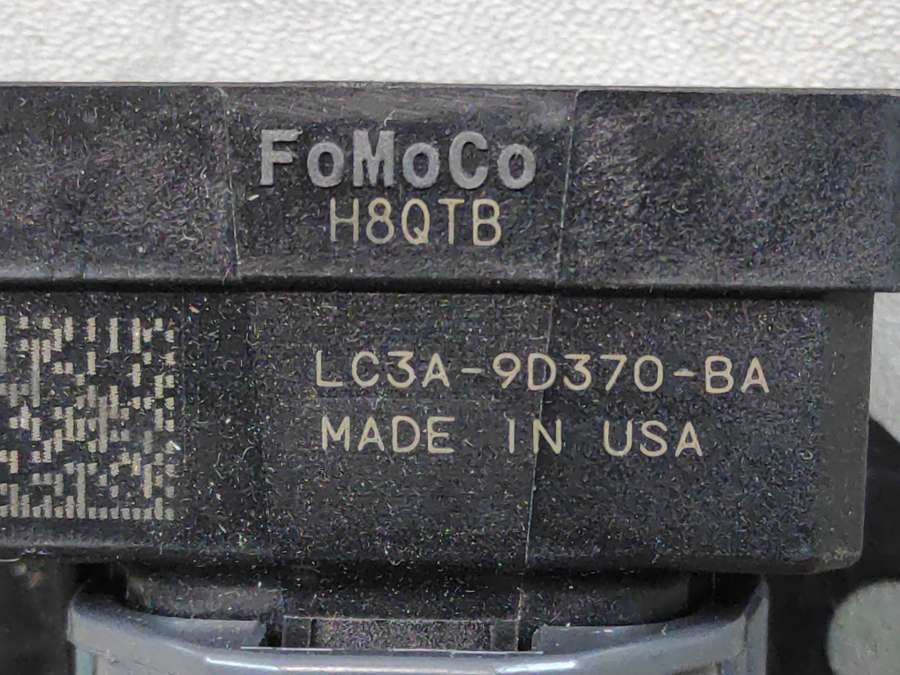 FoMoCo
H8QTB
LC3A-9D370-BA
MADE IN USA